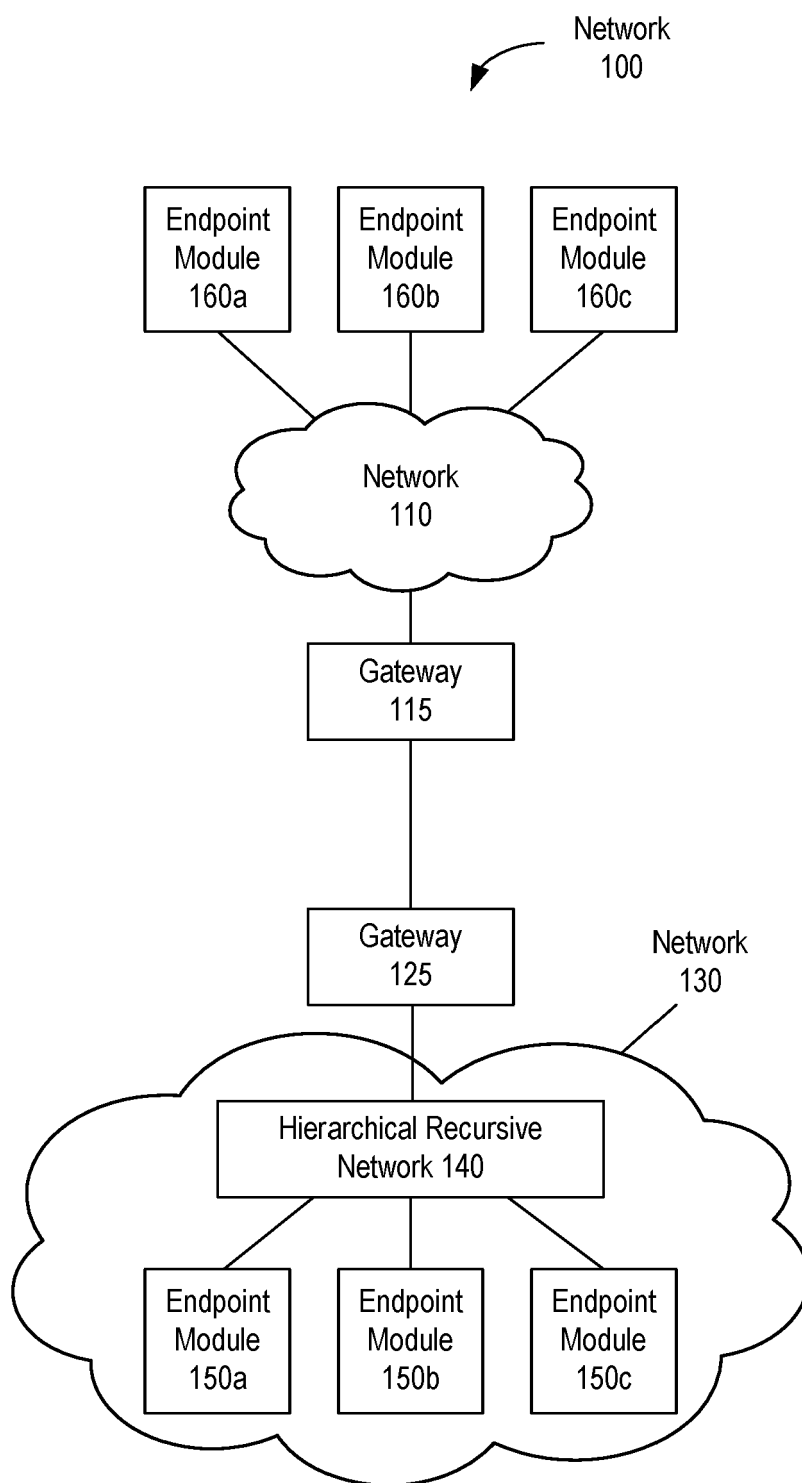 Network
100
Endpoint
Module
160a
Endpoint
Module
160b
Endpoint
Module
160c
Network
110
Gateway
115
Gateway
125
Network
130
Hierarchical Recursive
Network 140
Endpoint
Module
150a
Endpoint
Module
150b
Endpoint
Module
150c